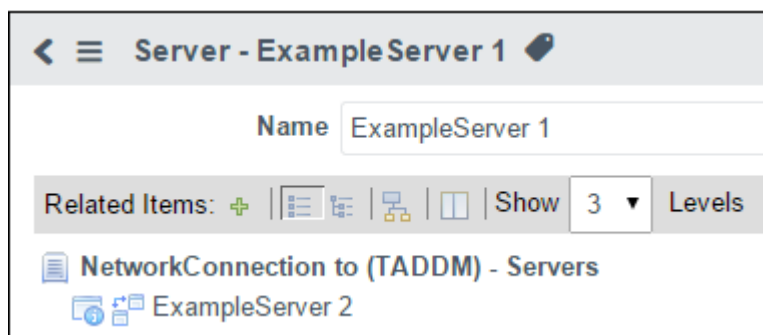 Server - ExampleServer 1
Name ExampleServer 1
Related Items: Show 3 Levels
NetworkConnection to (TADDM) - Servers
ExampleServer 2